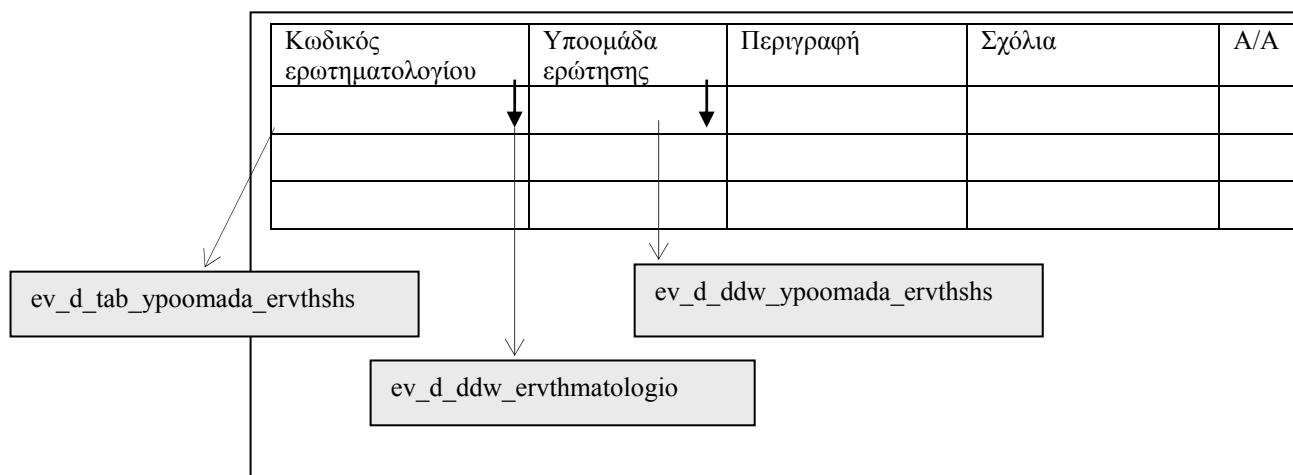 Κωδικός ερωτηματολογίου
Υποομάδα ερώτησης
Περιγραφή
Σχόλια
Α/Α
ev_d_tab_ypoomada_ervthshs
ev_d_ddw_ypoomada_ervthshs
ev_d_ddw_ervthmatologio